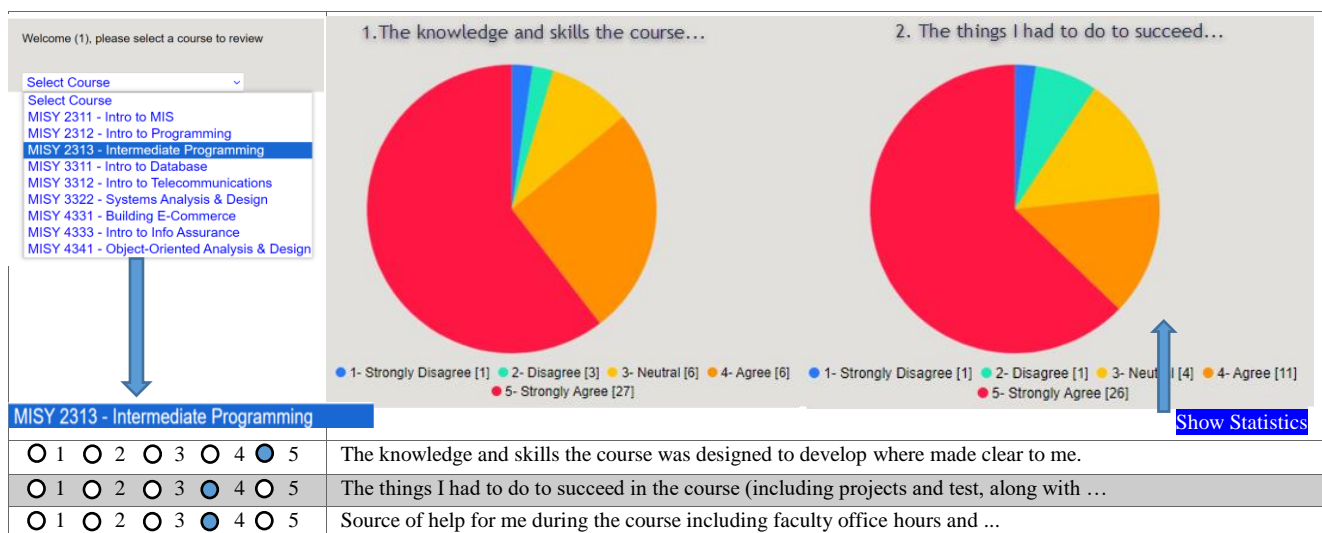 Welcome (1), please select a course to review
Select Course
Select Course
MISY 2311 - Intro to MIS
MISY 2312 - Intro to Programming
MISY 2313 - Intermediate Programming
MISY 3311 - Intro to Database
MISY 3312 - Intro to Telecommunications
MISY 3322 - Systems Analysis & Design
MISY 4331 - Building E-Commerce
MISY 4333 - Intro to Info Assurance
MISY 4341 - Object-Oriented Analysis & Design
1.The knowledge and skills the course...
1- Strongly Disagree [1] 2- Disagree [3] 3- Neutral [6] 4- Agree [6]
5- Strongly Agree [27]
2. The things I had to do to succeed...
1- Strongly Disagree [1] 2- Disagree [1] 3- Neutral [4] 4- Agree [11]
5- Strongly Agree [26]
Show Statistics
MISY 2313 - Intermediate Programming
1 2 3 4 5 The knowledge and skills the course was designed to develop where made clear to me.
1 2 3 4 5 The things I had to do to succeed in the course (including projects and test, along with …
1 2 3 4 5 Source of help for me during the course including faculty office hours and ...